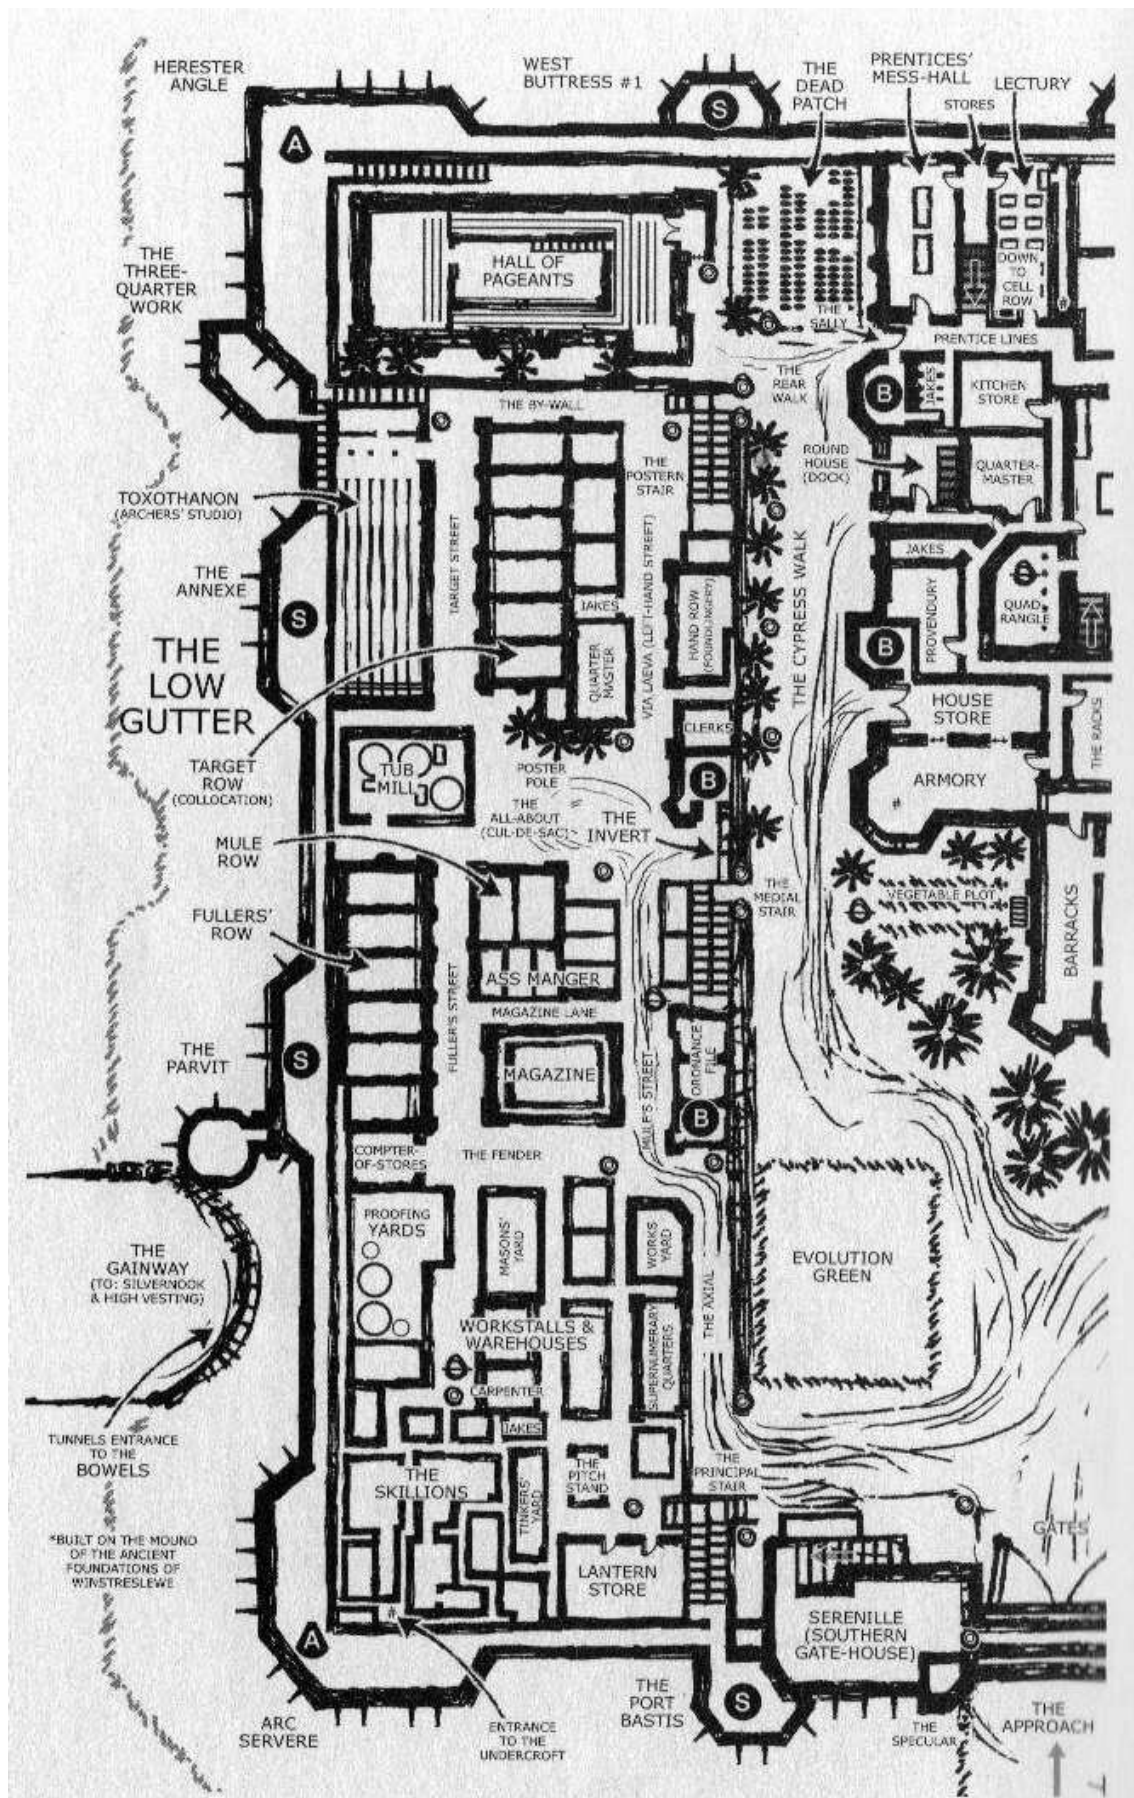 HERESTER
ANGLE
WEST
BUTTRESS #1
THE
DEAD
PATCH
PRENTICES'
MESS-HALL
STORES
LECTURY
S
A
THE
THREE-
QUARTER
WORK
HALL OF
PAGEANTS
DOWN
TO
CELL
ROW
#
THE
SALLY
PRENTICE LINES
THE
REAR
WALK
B
JAKES
KITCHEN
STORE
THE BY-WALL
ROUND
HOUSE
(DOCK)
QUARTER-
MASTER
THE
POSTERN
STAIR
TOXOTHANON
(ARCHERS' STUDIO)
TARGET STREET
VIA LAEVA (LEFT-HAND STREET)
THE CYPRESS WALK
JAKES
THE
ANNEXE
S
JAKES
HAND ROW
(FOUNDLINGERY)
PROVENDURY
QUAD-
RANGLE
B
THE
LOW
GUTTER
QUARTER
MASTER
CLERKS
HOUSE
STORE
THE RACKS
TARGET
ROW
(COLLOCATION)
TUB
MILL
POSTER
POLE
B
ARMORY
#
THE
ALL-ABOUT
(CUL-DE-SAC)
THE
INVERT
MULE
ROW
THE
MEDIAL
STAIR
VEGETABLE PLOT
FULLERS'
ROW
BARRACKS
FULLER'S STREET
ASS MANGER
MAGAZINE LANE
THE
PARVIT
S
MAGAZINE
MULE'S STREET
ORDNANCE
FILE
B
COMPTER-
OF-STORES
THE FENDER
PROOFING
YARDS
MASONS'
YARD
WORKS
YARD
THE
GAINWAY
(TO: SILVERNOOK
& HIGH VESTING)
EVOLUTION
GREEN
THE AXIAL
WORKSTALLS &
WAREHOUSES
SUPERNUMERARY
QUARTERS
CARPENTER
JAKES
TUNNELS ENTRANCE
TO THE
BOWELS
THE
SKILLIONS
TINKERS'
YARD
THE
PITCH
STAND
THE
PRINCIPAL
STAIR
GATES
*BUILT ON THE MOUND
OF THE ANCIENT
FOUNDATIONS OF
WINSTRESLEWE
LANTERN
STORE
#
SERENILLE
(SOUTHERN
GATE-HOUSE)
A
ARC
SERVERE
ENTRANCE
TO THE
UNDERCROFT
THE
PORT
BASTIS
S
THE
SPECULAR
THE
APPROACH